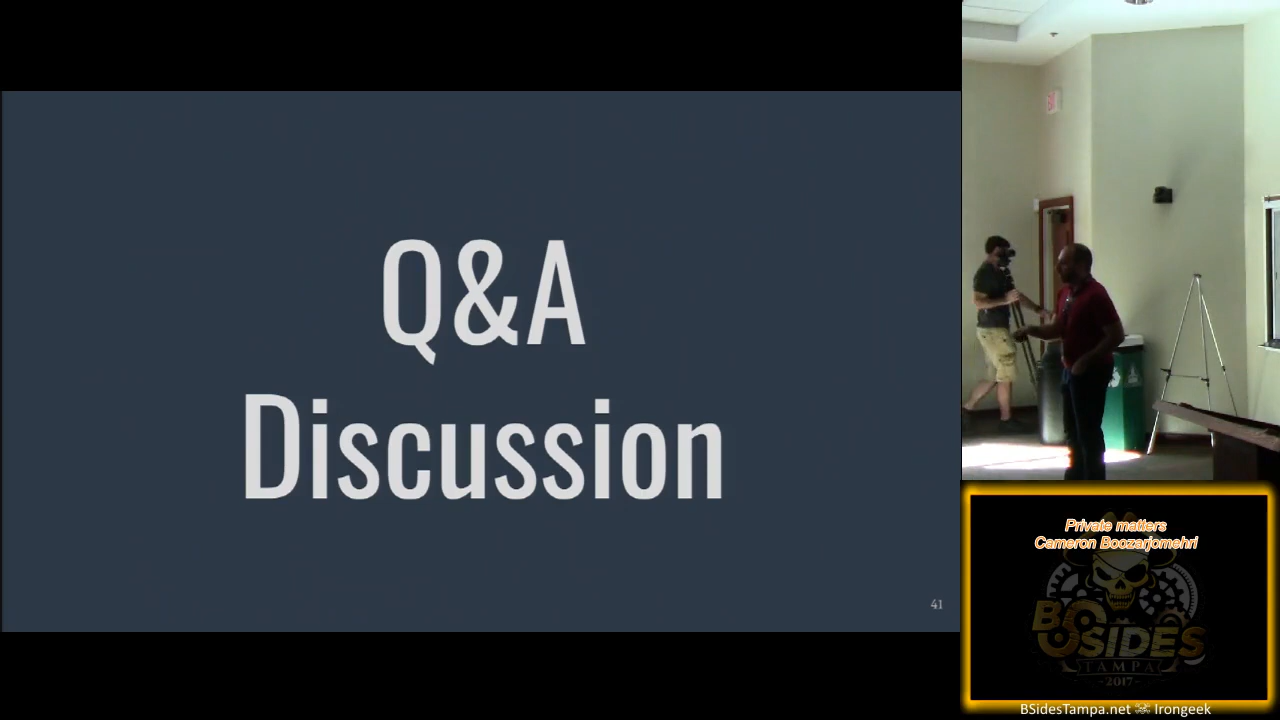 Q&A
Discussion
41
Private matters
Cameron Boozarjomehri
BSIDES
TAMPA
-2017-
BSidesTampa.net Irongeek